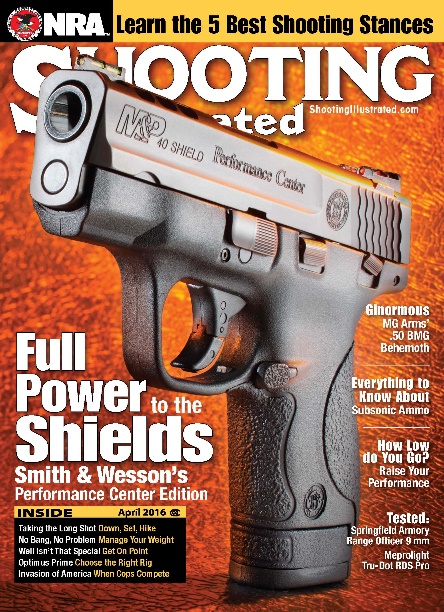 NRA Learn the 5 Best Shooting Stances
SHOOTING
ShootingIllustrated.com
M&P
40 SHIELD
Performance Center
Ginormous
MG Arms'
.50 BMG
Behemoth
Everything to
Know About
Subsonic Ammo
How Low
do You Go?
Raise Your
Performance
Tested:
Springfield Armory
Range Officer 9 mm
Meprolight
Tru-Dot RDS Pro
Full
Power to the
Shields
Smith & Wesson's
Performance Center Edition
INSIDE April 2016
Taking the Long Shot Down, Set, Hike
No Bang, No Problem Manage Your Weight
Well Isn't That Special Get On Point
Optimus Prime Choose the Right Rig
Invasion of America When Cops Compete